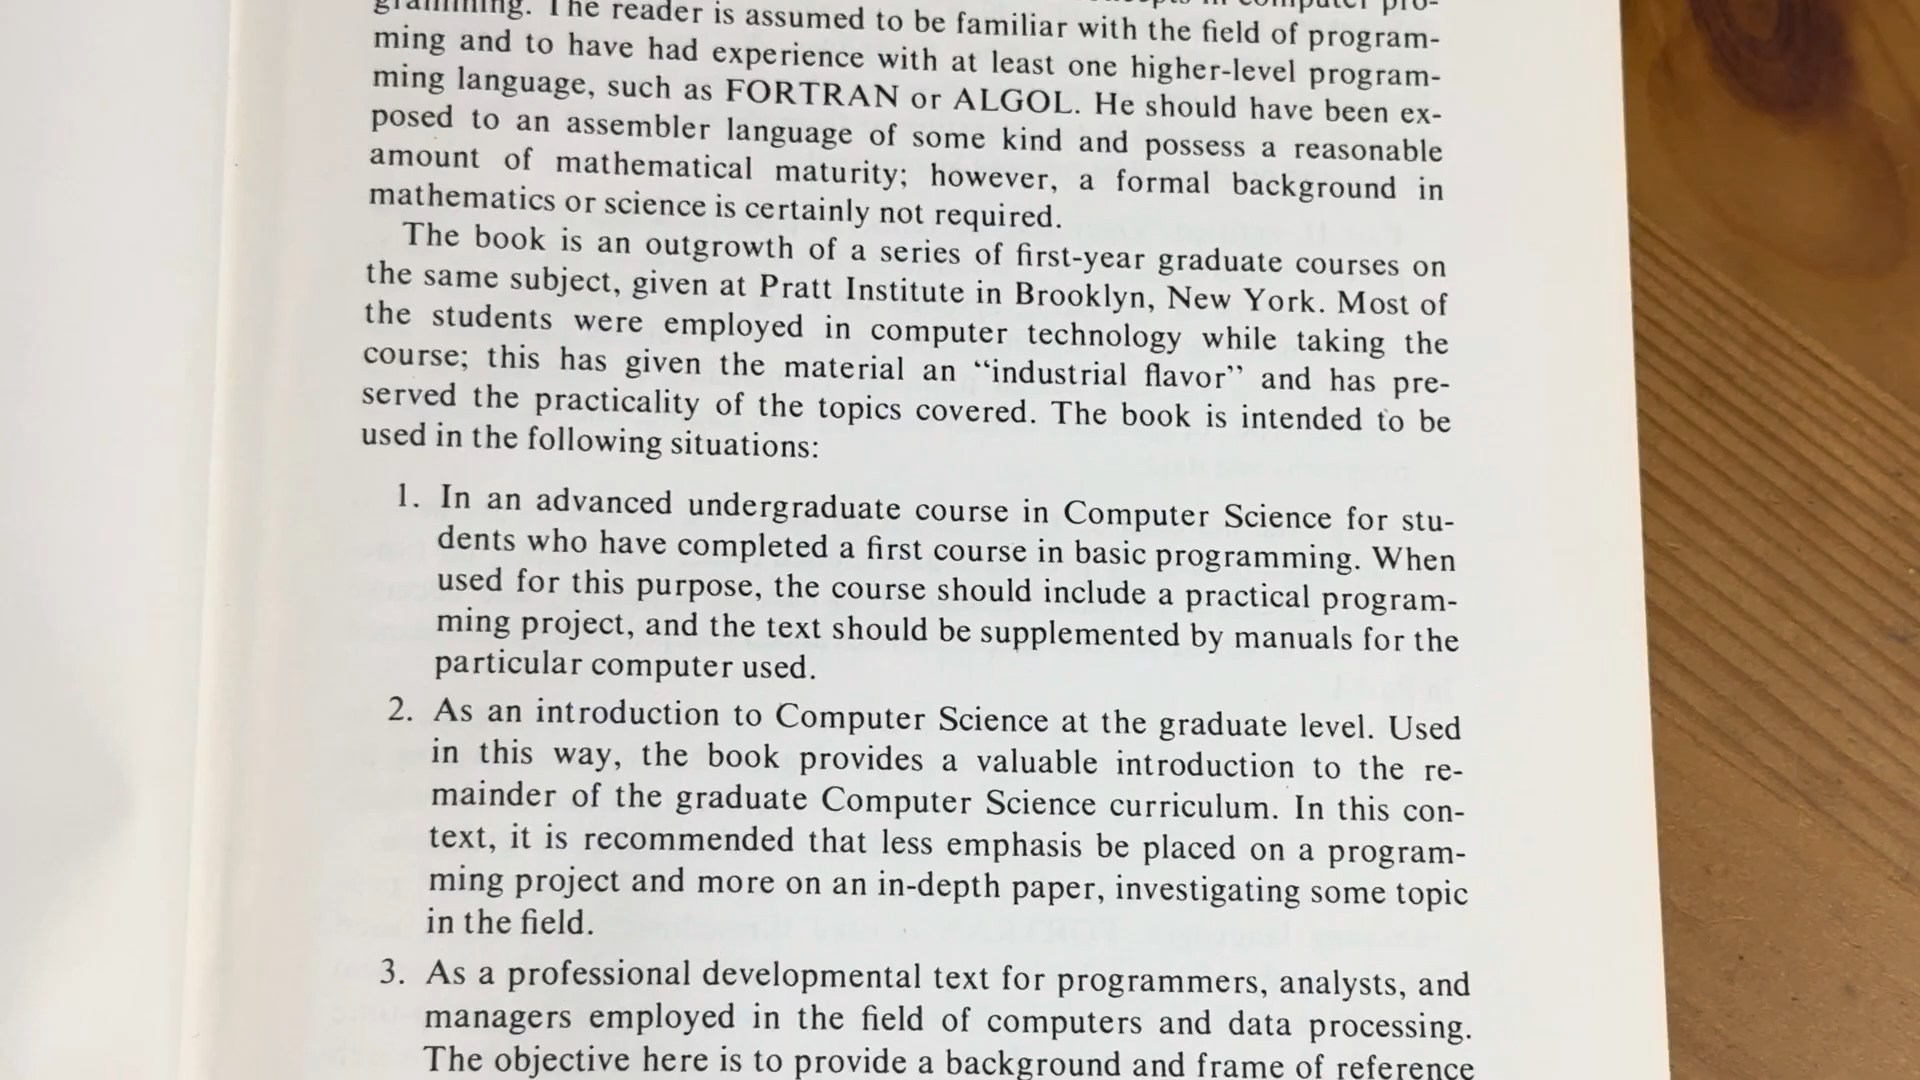 gramming. The reader is assumed to be familiar with the field of program-
ming and to have had experience with at least one higher-level program-
ming language, such as FORTRAN or ALGOL. He should have been ex-
posed to an assembler language of some kind and possess a reasonable
amount of mathematical maturity; however, a formal background in
mathematics or science is certainly not required.
The book is an outgrowth of a series of first-year graduate courses on
the same subject, given at Pratt Institute in Brooklyn, New York. Most of
the students were employed in computer technology while taking the
course; this has given the material an “industrial flavor” and has pre-
served the practicality of the topics covered. The book is intended to be
used in the following situations:
1. In an advanced undergraduate course in Computer Science for stu-
dents who have completed a first course in basic programming. When
used for this purpose, the course should include a practical program-
ming project, and the text should be supplemented by manuals for the
particular computer used.
2. As an introduction to Computer Science at the graduate level. Used
in this way, the book provides a valuable introduction to the re-
mainder of the graduate Computer Science curriculum. In this con-
text, it is recommended that less emphasis be placed on a program-
ming project and more on an in-depth paper, investigating some topic
in the field.
3. As a professional developmental text for programmers, analysts, and
managers employed in the field of computers and data processing.
The objective here is to provide a background and frame of reference